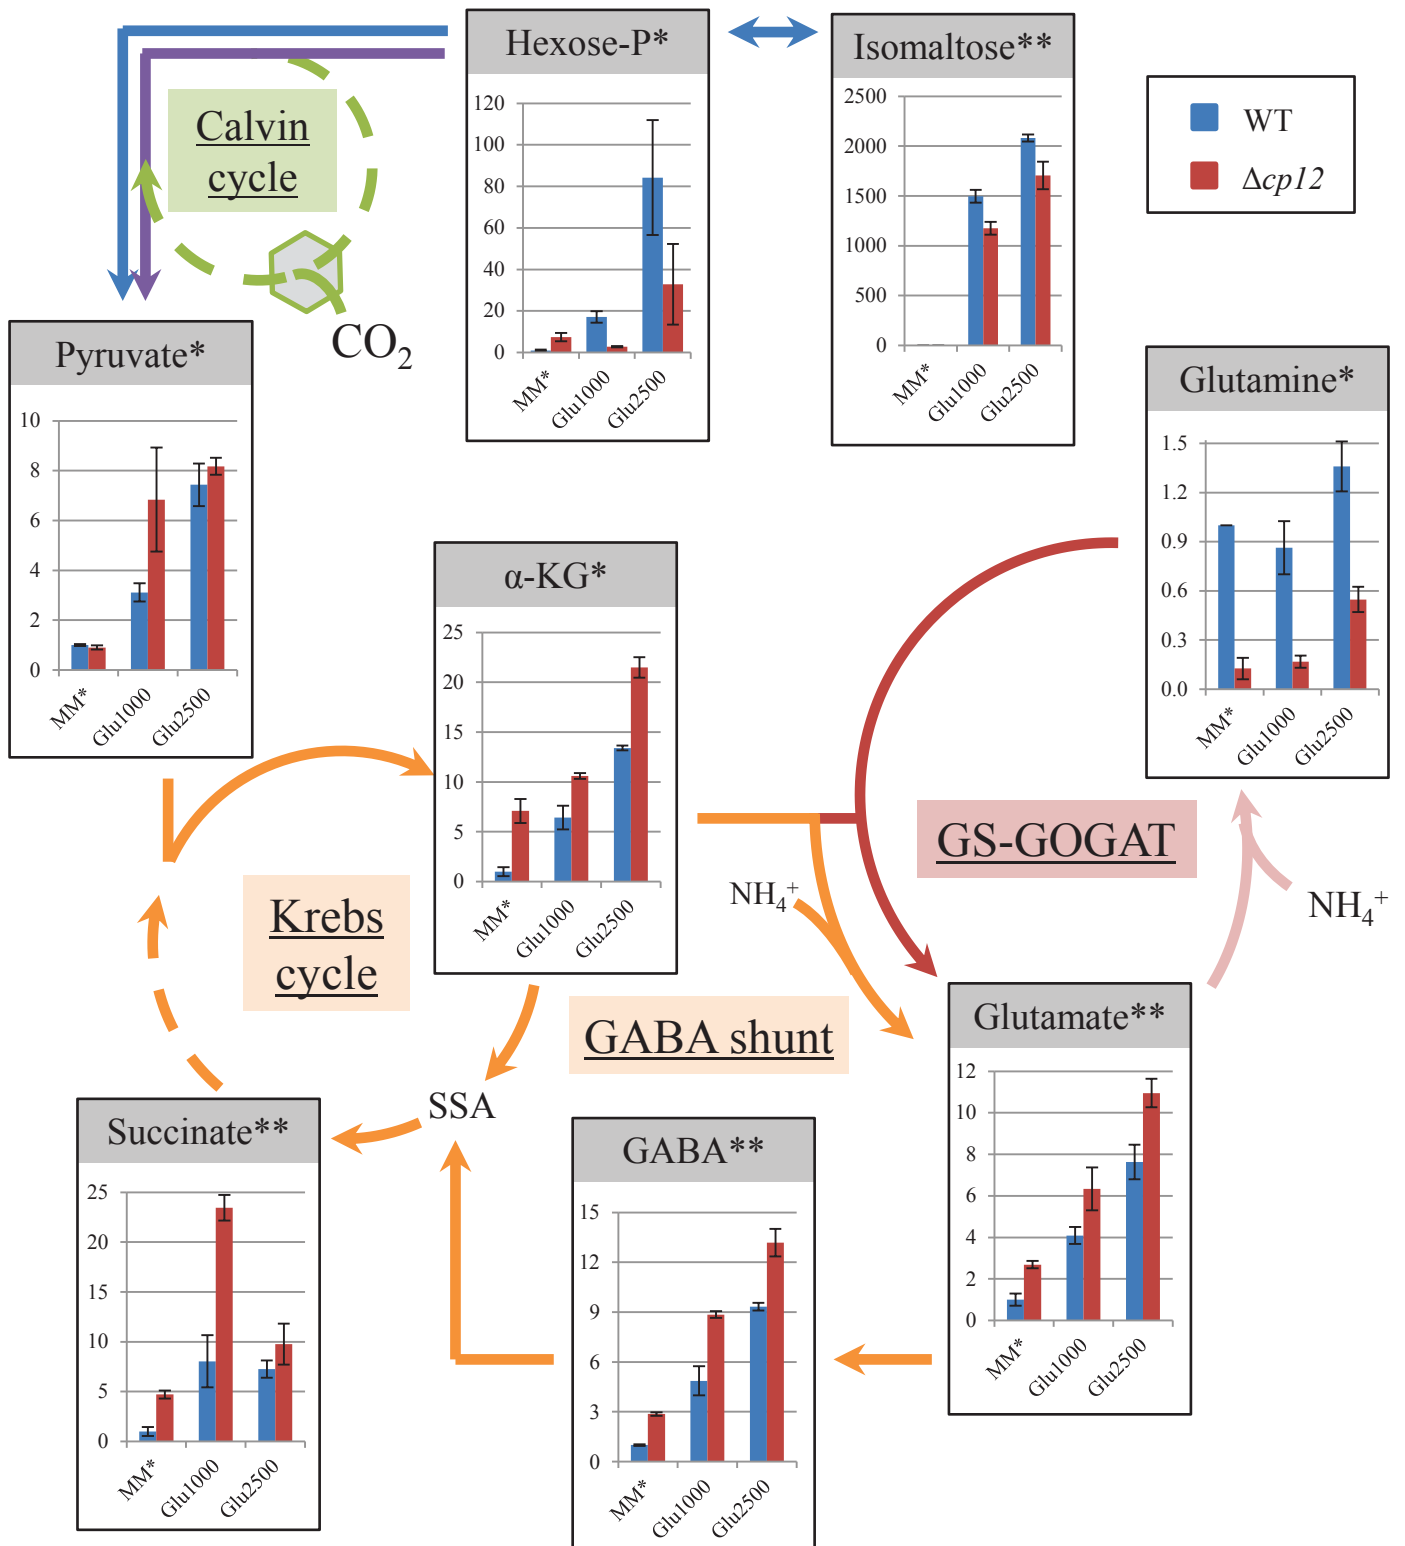 Hexose-P*
120
100
80
60
40
20
0
MM*
Glu1000
Glu2500
Isomaltose**
2500
2000
1500
1000
500
0
MM*
Glu1000
Glu2500
WT
Δcp12
Calvin
cycle
CO2
Pyruvate*
10
8
6
4
2
0
MM*
Glu1000
Glu2500
Glutamine*
1.5
1.2
0.9
0.6
0.3
0.0
MM*
Glu1000
Glu2500
α-KG*
25
20
15
10
5
0
MM*
Glu1000
Glu2500
GS-GOGAT
NH4+
NH4+
Krebs
cycle
GABA shunt
SSA
Glutamate**
12
10
8
6
4
2
0
MM*
Glu1000
Glu2500
Succinate**
25
20
15
10
5
0
MM*
Glu1000
Glu2500
GABA**
15
12
9
6
3
0
MM*
Glu1000
Glu2500